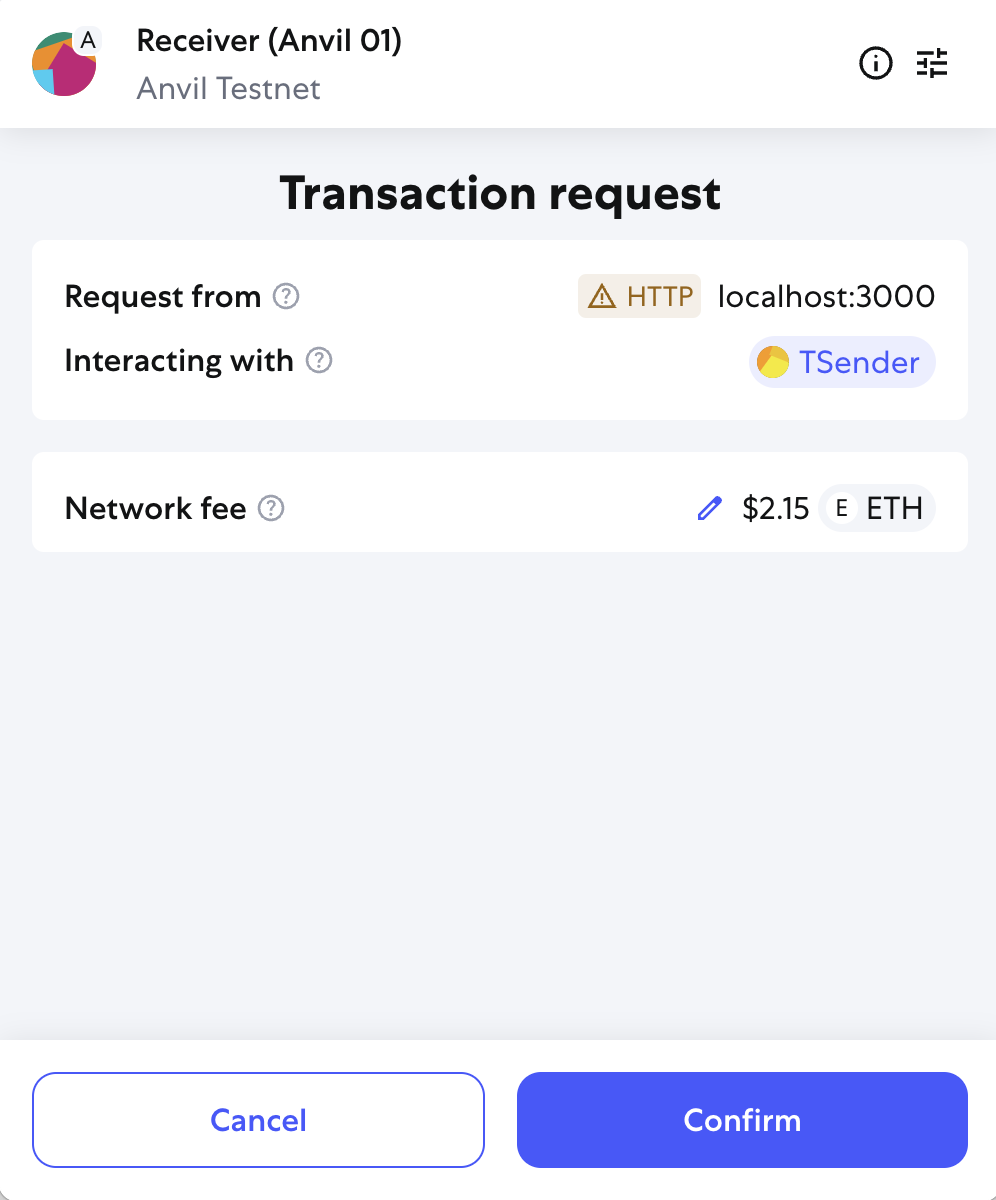 A
Receiver (Anvil 01)
Anvil Testnet
Transaction request
Request from ? HTTP localhost:3000
Interacting with ? TSender
Network fee ? $2.15 E ETH
Cancel Confirm